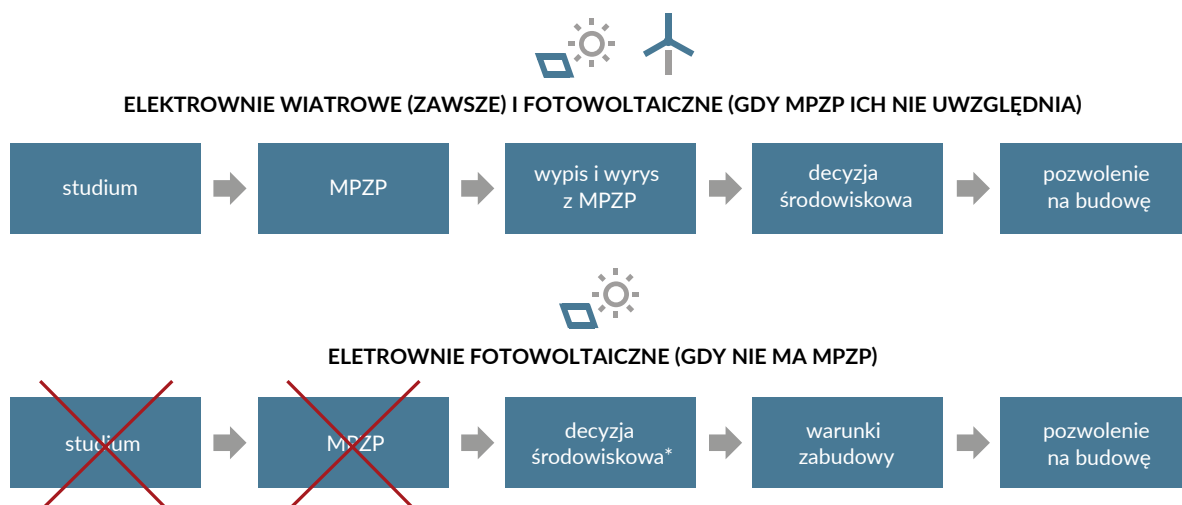 ELEKTROWNIE WIATROWE (ZAWSZE) I FOTOWOLTAICZNE (GDY MPZP ICH NIE UWZGLĘDNIA)
studium
MPZP
wypis i wyrys
z MPZP
decyzja
środowiskowa
pozwolenie
na budowę
ELETROWNIE FOTOWOLTAICZNE (GDY NIE MA MPZP)
studium
MPZP
decyzja
środowiskowa*
warunki
zabudowy
pozwolenie
na budowę